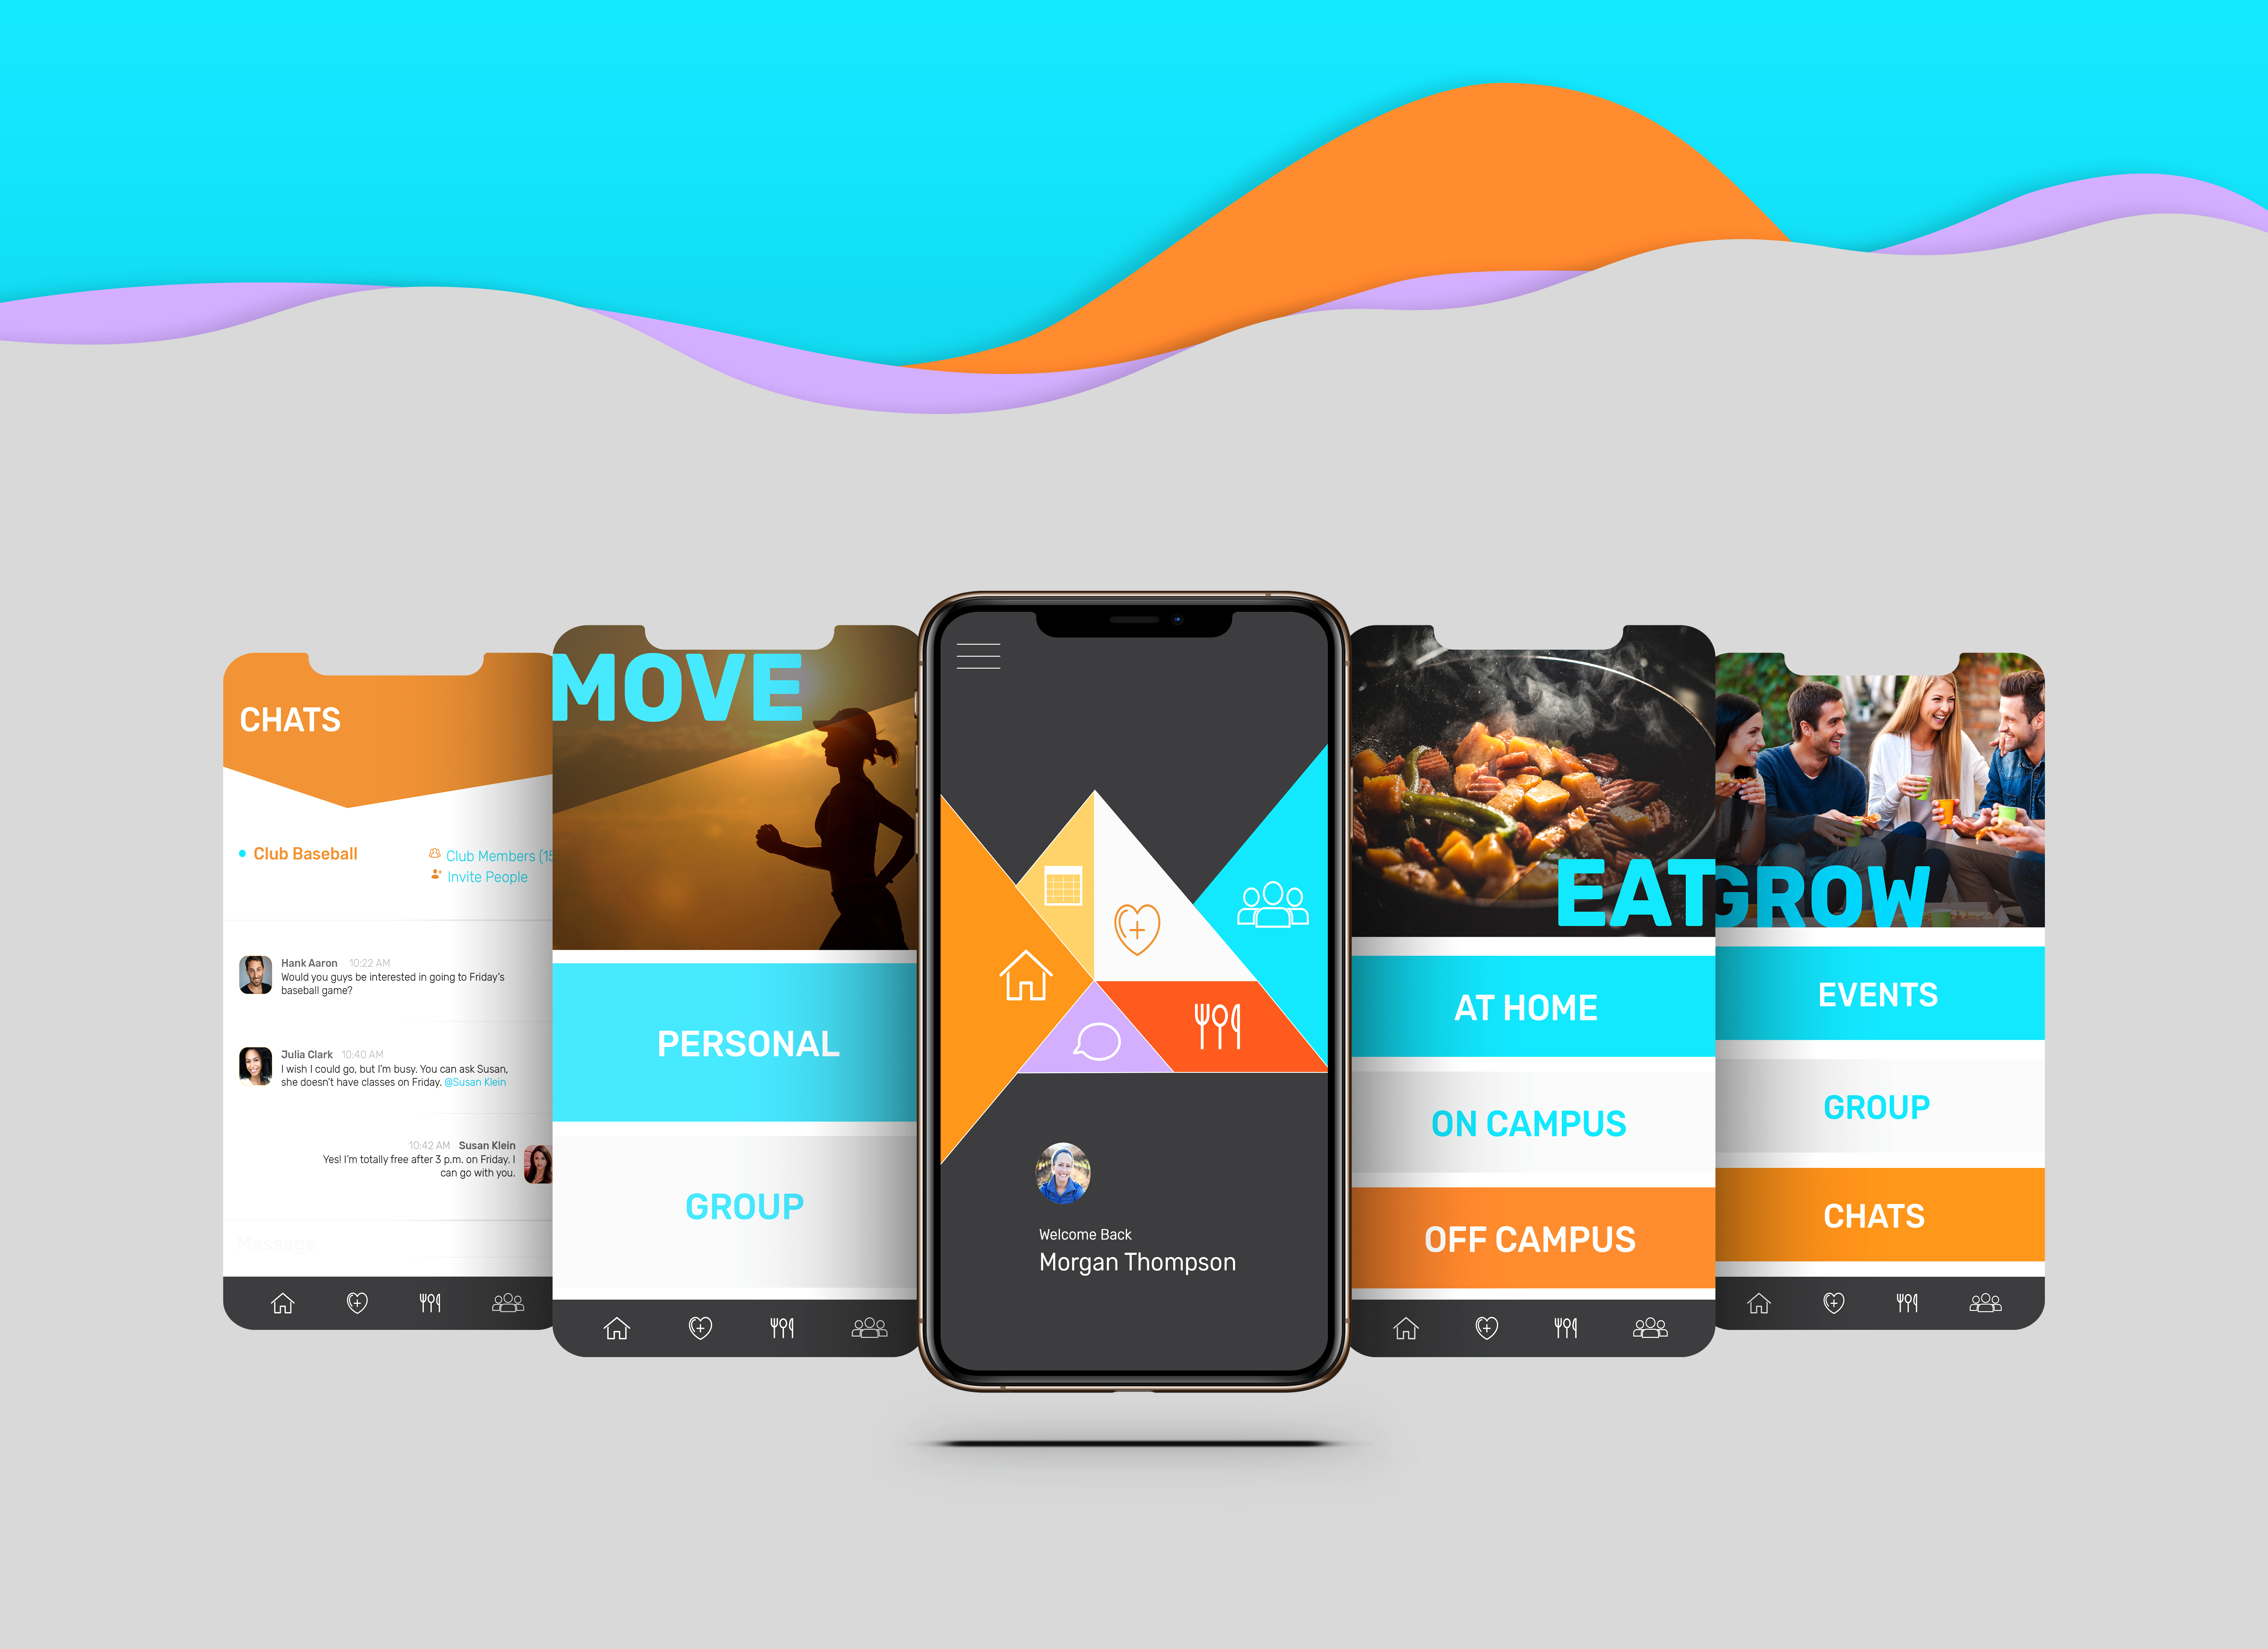 CHATS
Club Baseball
Club Members (15
Invite People
Hank Aaron 10:22 AM
Would you guys be interested in going to Friday's
baseball game?
Julia Clark 10:40 AM
I wish I could go, but I'm busy. You can ask Susan,
she doesn't have classes on Friday. @Susan Klein
10:42 AM Susan Klein
Yes! I'm totally free after 3 p.m. on Friday. I
can go with you.
Message
MOVE
PERSONAL
GROUP
Welcome Back
Morgan Thompson
EAT
AT HOME
ON CAMPUS
OFF CAMPUS
GROW
EVENTS
GROUP
CHATS